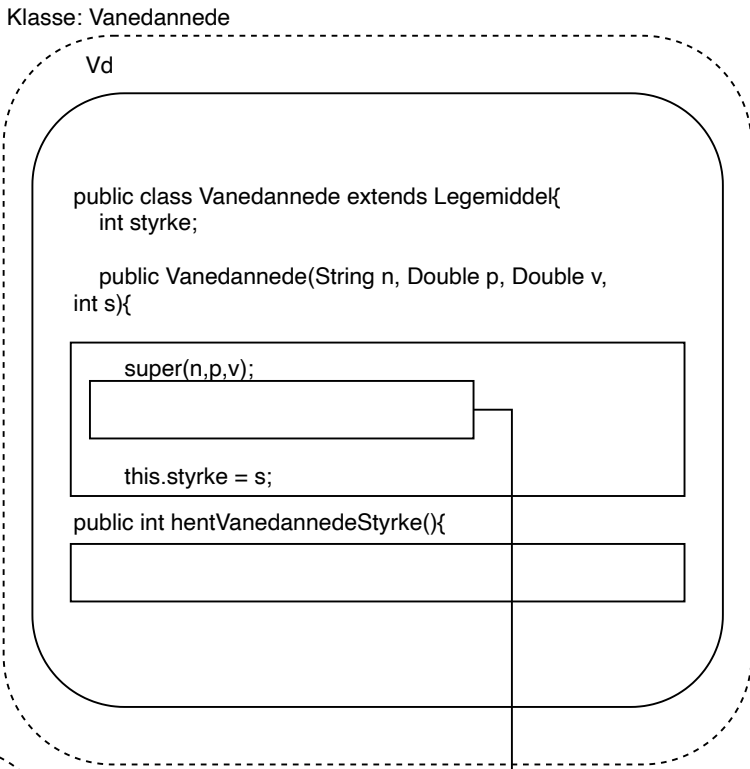 Klasse: Vanedannede
Vd
public class Vanedannede extends Legemiddel{
int styrke;
public Vanedannede(String n, Double p, Double v,
int s){
super(n,p,v);
this.styrke = s;
public int hentVanedannedeStyrke(){